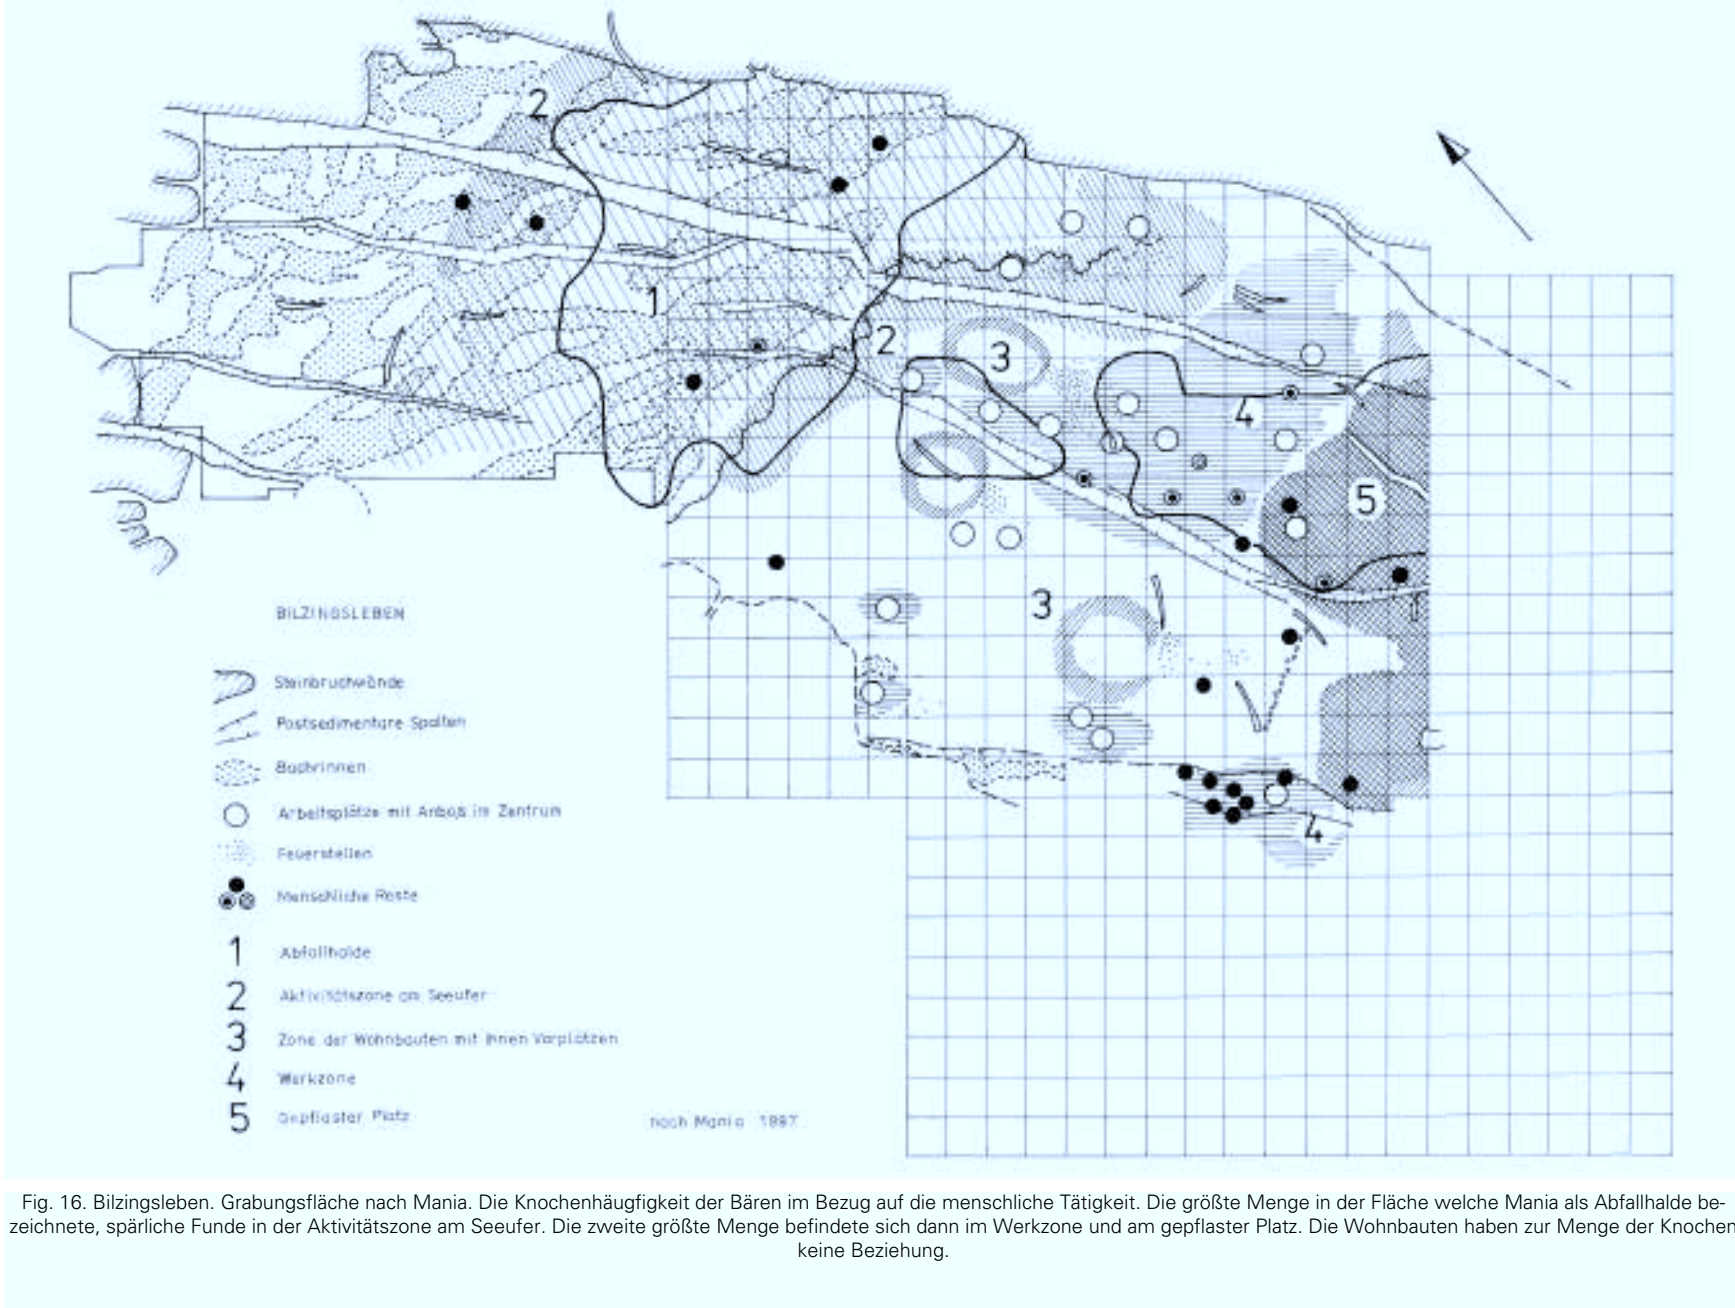 2
1
2
3
4
5
3
1
4
BILZINGSLEBEN
Steinbruchwände
Postsedimentäre Spalten
Bachrinnen
Arbeitsplätze mit Amboß im Zentrum
Feuerstellen
Menschliche Reste
1 Abfallhalde
2 Aktivitätszone am Seeufer
3 Zone der Wohnbauten mit ihnen Vorplätzen
4 Werkzone
5 Gepflaster Platz
nach Mania 1997
Fig. 16. Bilzingsleben. Grabungsfläche nach Mania. Die Knochenhäugfigkeit der Bären im Bezug auf die menschliche Tätigkeit. Die größte Menge in der Fläche welche Mania als Abfallhalde be-
zeichnete, spärliche Funde in der Aktivitätszone am Seeufer. Die zweite größte Menge befindete sich dann im Werkzone und am gepflaster Platz. Die Wohnbauten haben zur Menge der Knochen
keine Beziehung.